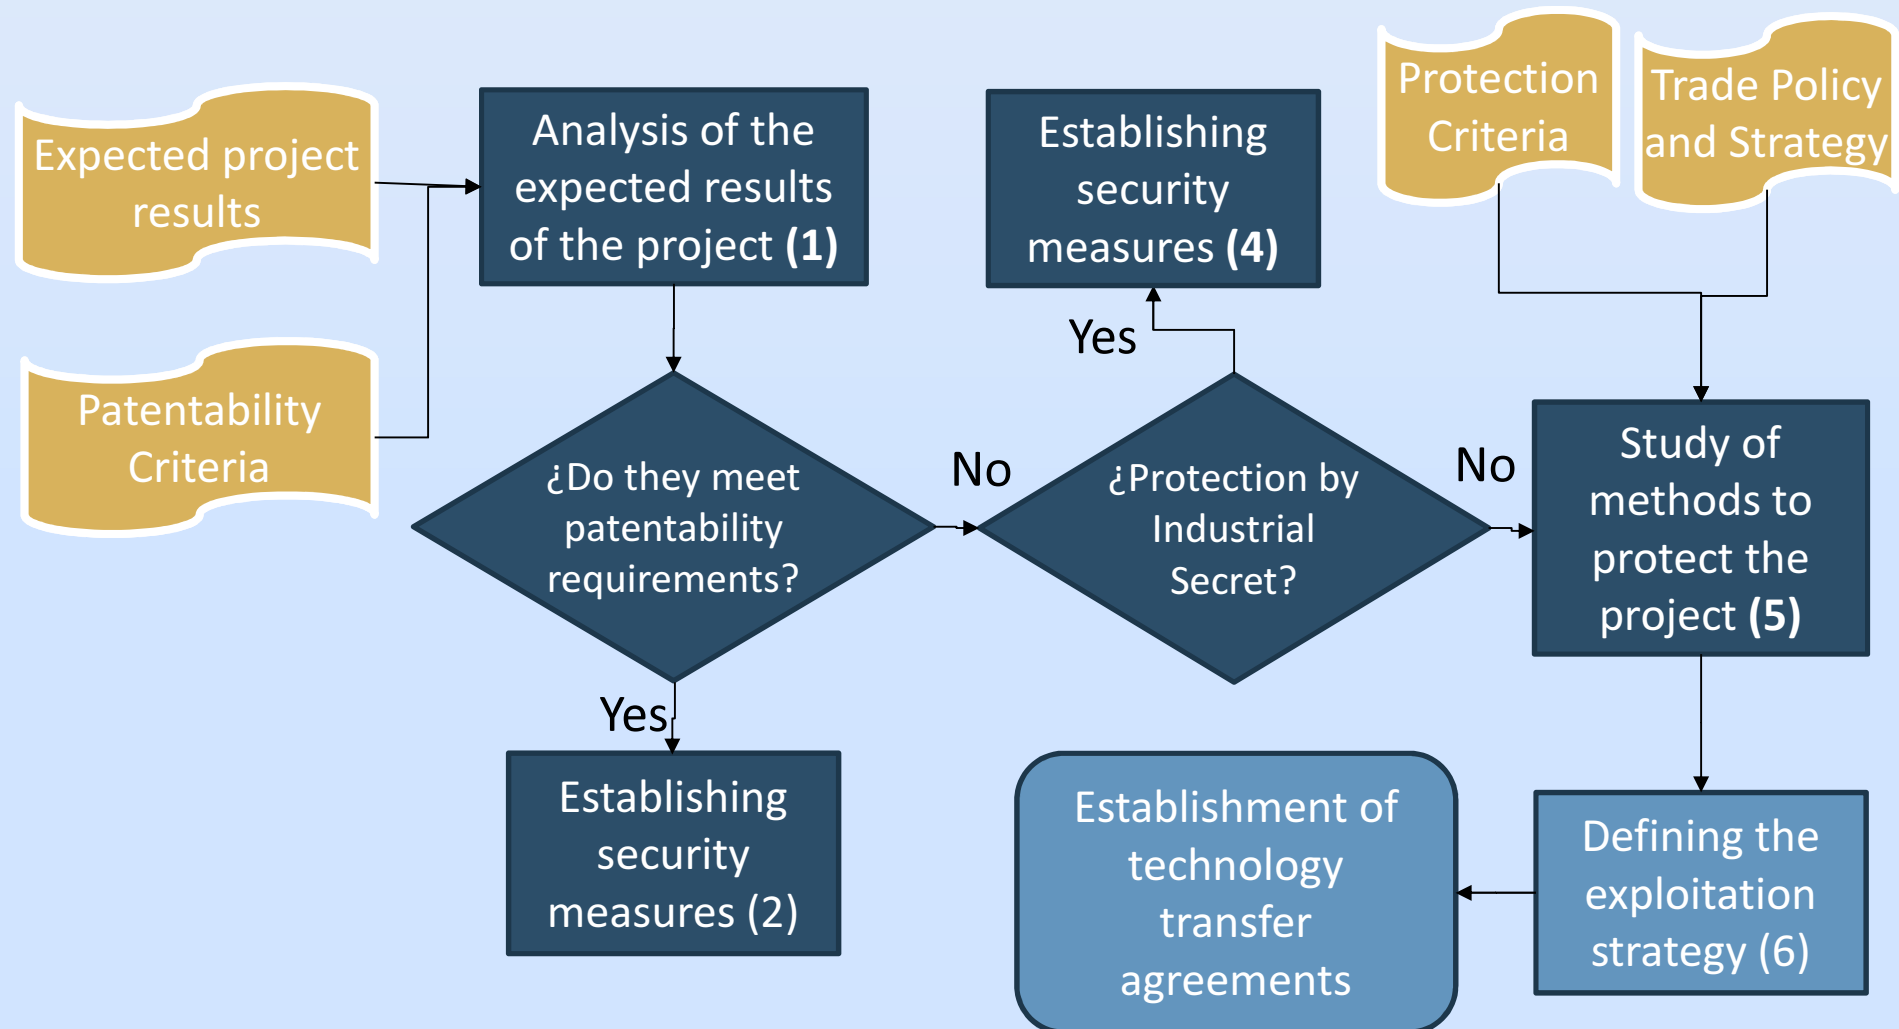 Expected project
results
Patentability
Criteria
Analysis of the
expected results
of the project (1)
¿Do they meet
patentability
requirements?
Yes
Establishing
security
measures (2)
No
¿Protection by
Industrial
Secret?
Yes
Establishing
security
measures (4)
No
Protection
Criteria
Trade Policy
and Strategy
Study of
methods to
protect the
project (5)
Defining the
exploitation
strategy (6)
Establishment of
technology
transfer
agreements